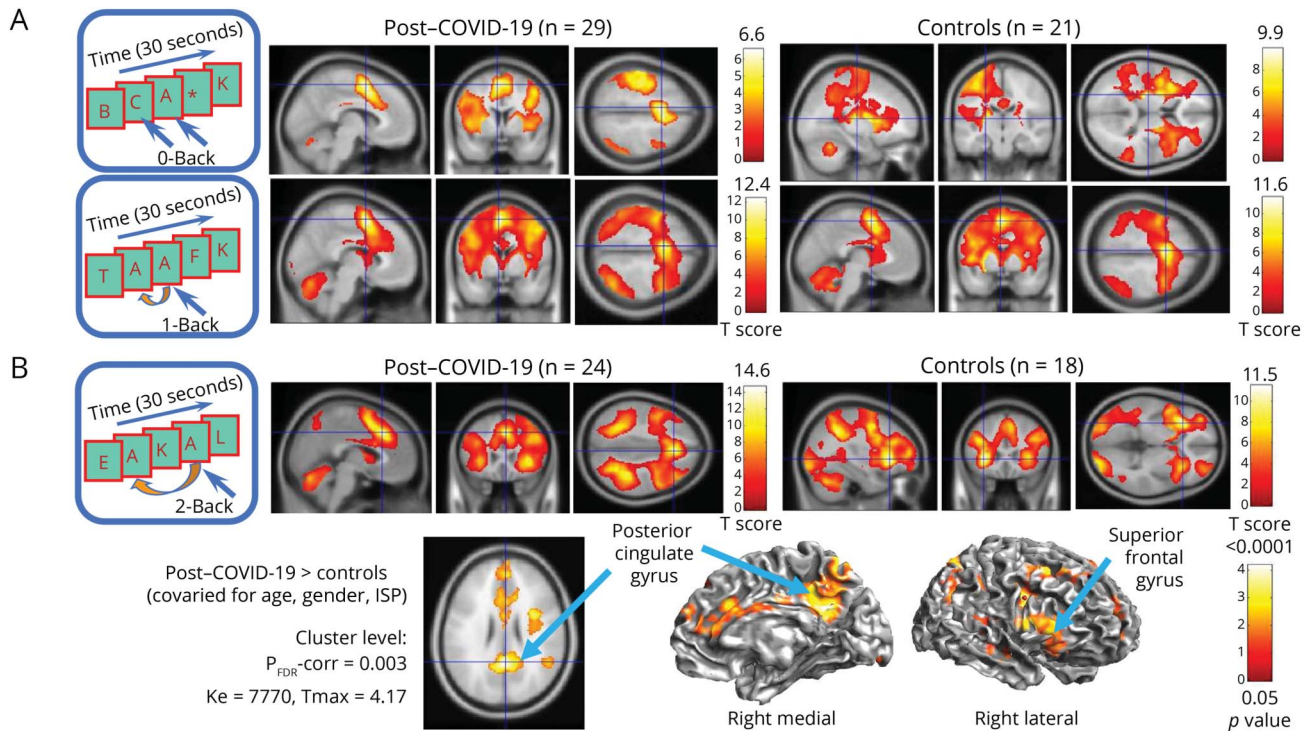 A
Time (30 seconds)
B C A * K
0-Back
Post–COVID-19 (n = 29)
6.6
6
5
4
3
2
1
0
Controls (n = 21)
9.9
8
6
4
2
0
Time (30 seconds)
T A A F K
1-Back
12.4
12
10
8
6
4
2
0
T score
11.6
10
8
6
4
2
0
T score
B
Time (30 seconds)
E A K A L
2-Back
Post–COVID-19 (n = 24)
14.6
14
12
10
8
6
4
2
0
T score
Controls (n = 18)
11.5
10
8
6
4
2
0
T score
Post–COVID-19 > controls
(covaried for age, gender, ISP)
Cluster level:
PFDR-corr = 0.003
Ke = 7770, Tmax = 4.17
Posterior
cingulate
gyrus
Right medial
Superior
frontal
gyrus
Right lateral
<0.0001
4
3
2
1
0
0.05
p value